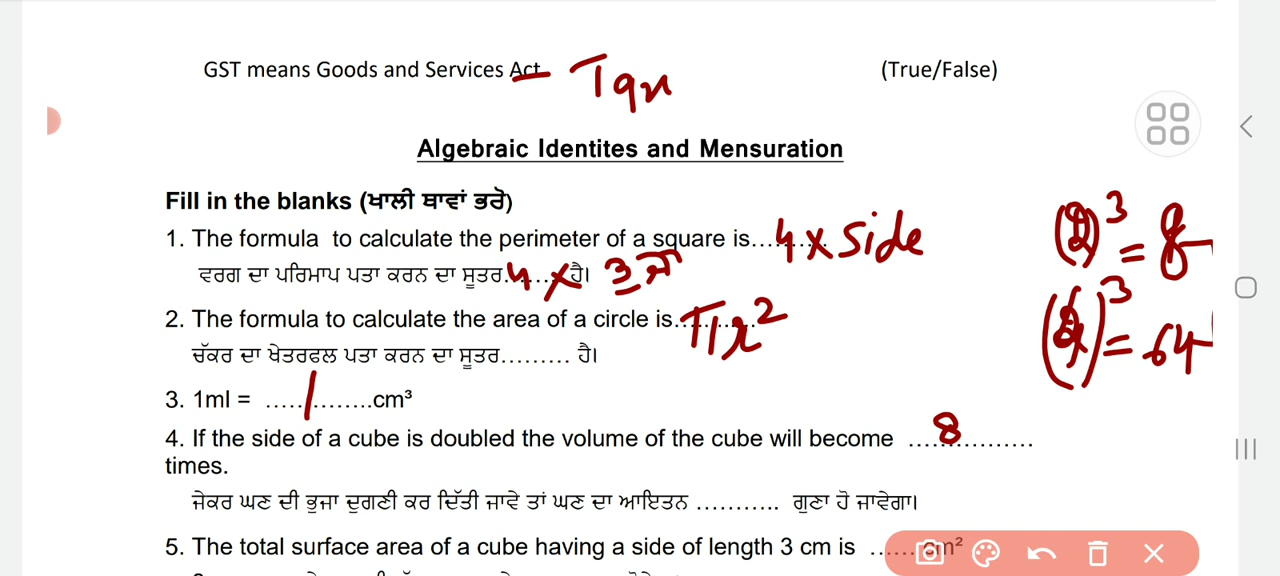 GST means Goods and Services Act (True/False)
Tax
Algebraic Identites and Mensuration
Fill in the blanks (ਖਾਲੀ ਥਾਵਾਂ ਭਰੋ)
1. The formula to calculate the perimeter of a square is......... 4 x side
ਵਰਗ ਦਾ ਪਰਿਮਾਪ ਪਤਾ ਕਰਨ ਦਾ ਸੂਤਰ......... ਹੈ। 4 x
2. The formula to calculate the area of a circle is........... πr²
ਚੱਕਰ ਦਾ ਖੇਤਰਫਲ ਪਤਾ ਕਰਨ ਦਾ ਸੂਤਰ......... ਹੈ।
3. 1ml = .....1........cm³
4. If the side of a cube is doubled the volume of the cube will become ....8............
times.
ਜੇਕਰ ਘਣ ਦੀ ਭੁਜਾ ਦੁਗਣੀ ਕਰ ਦਿੱਤੀ ਜਾਵੇ ਤਾਂ ਘਣ ਦਾ ਆਇਤਨ ........... ਗੁਣਾ ਹੋ ਜਾਵੇਗਾ।
5. The total surface area of a cube having a side of length 3 cm is ...... cm²
(2)³ = 8
= 64